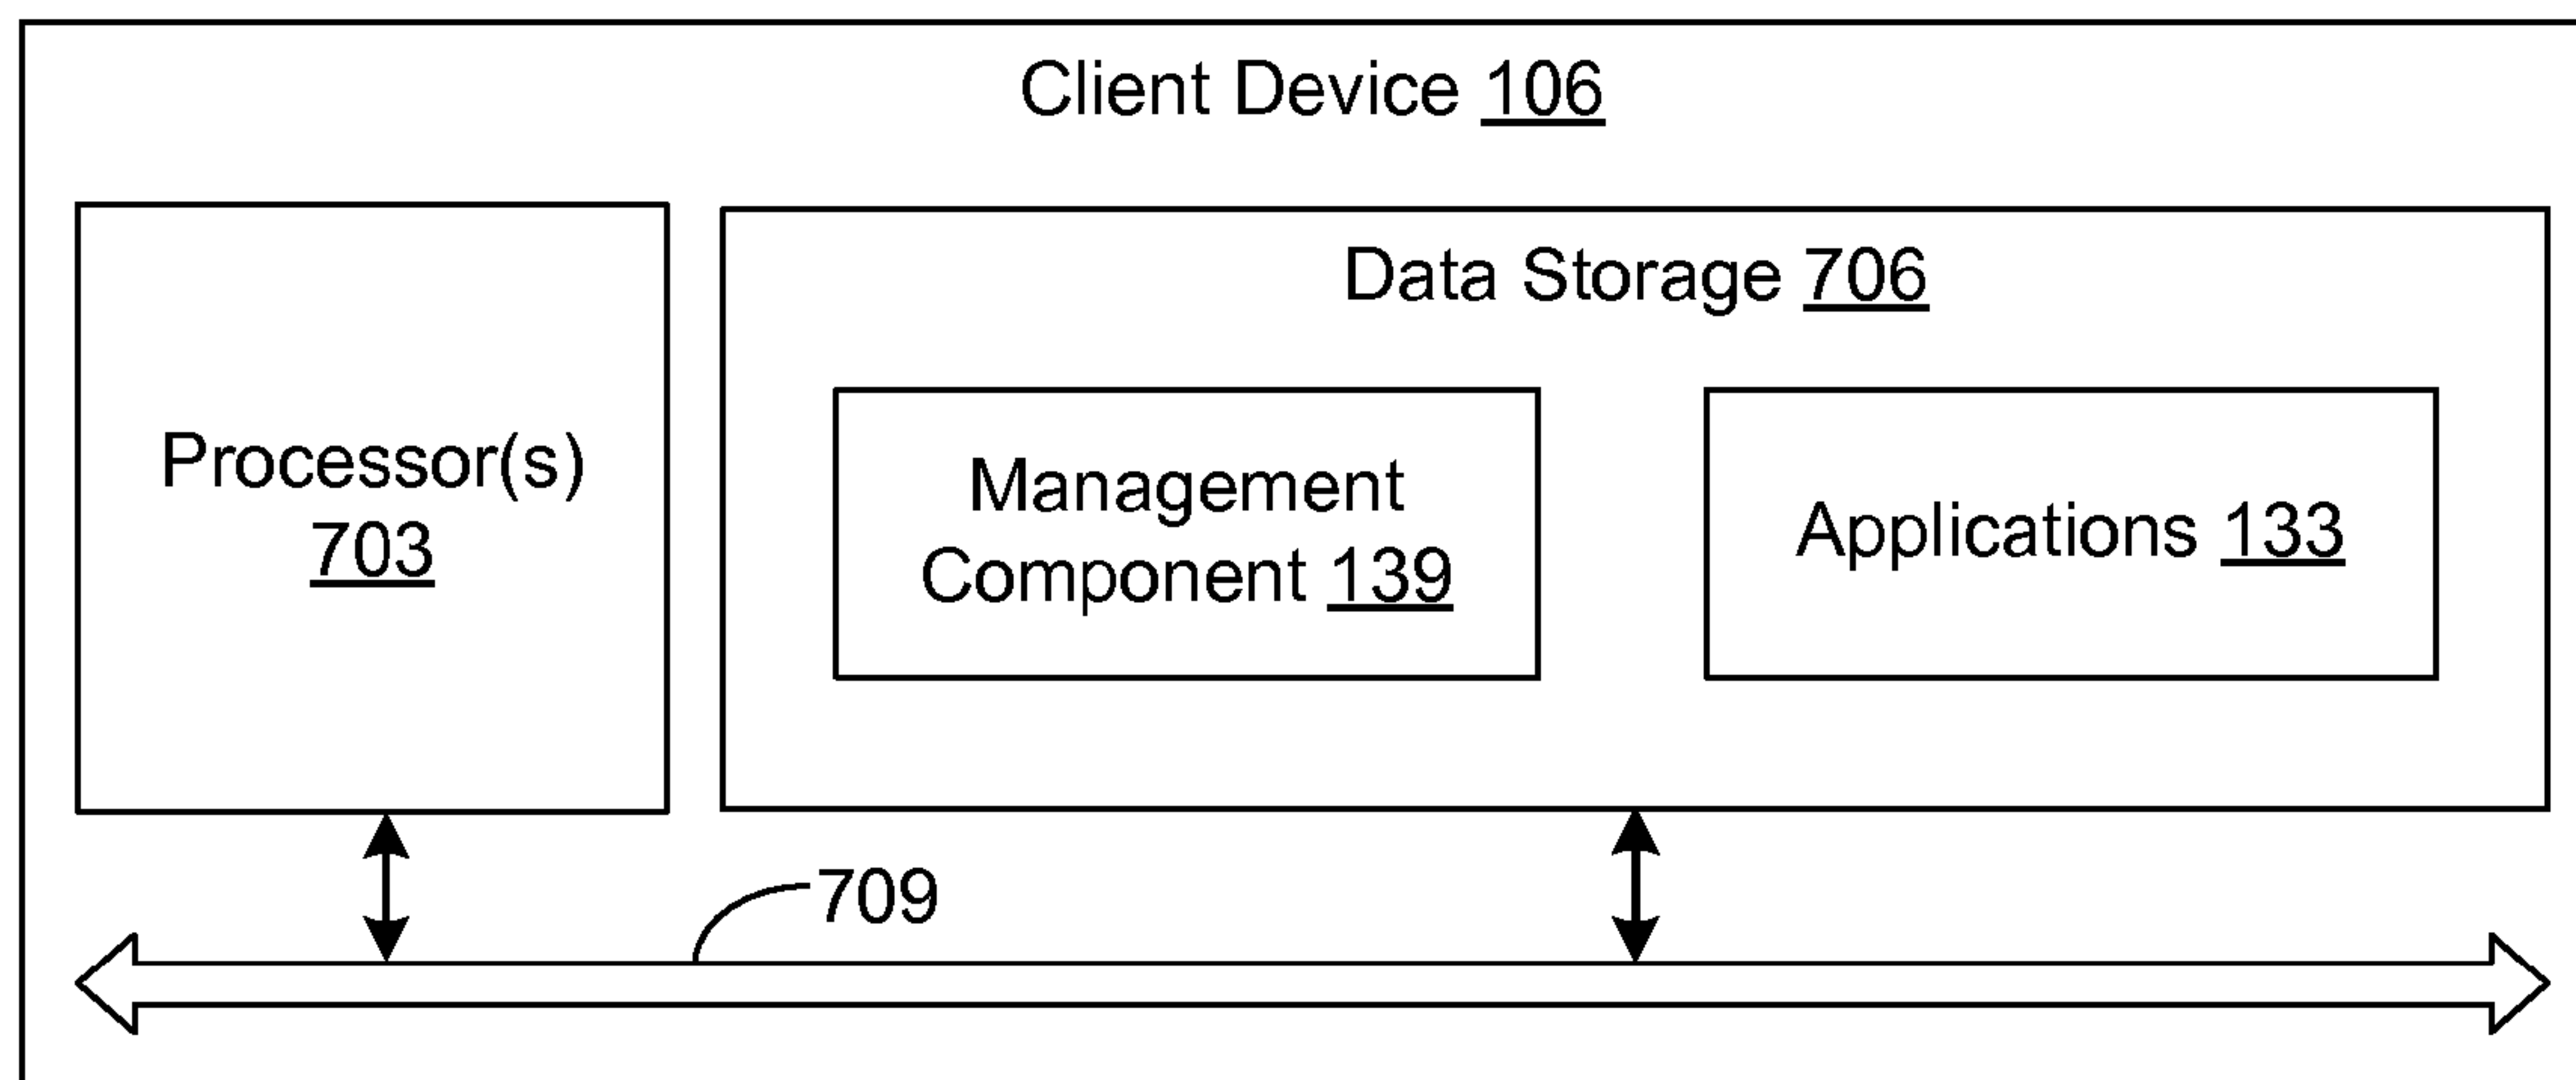 Client Device 106
Data Storage 706
Processor(s)
703
Management
Component 139
Applications 133
709